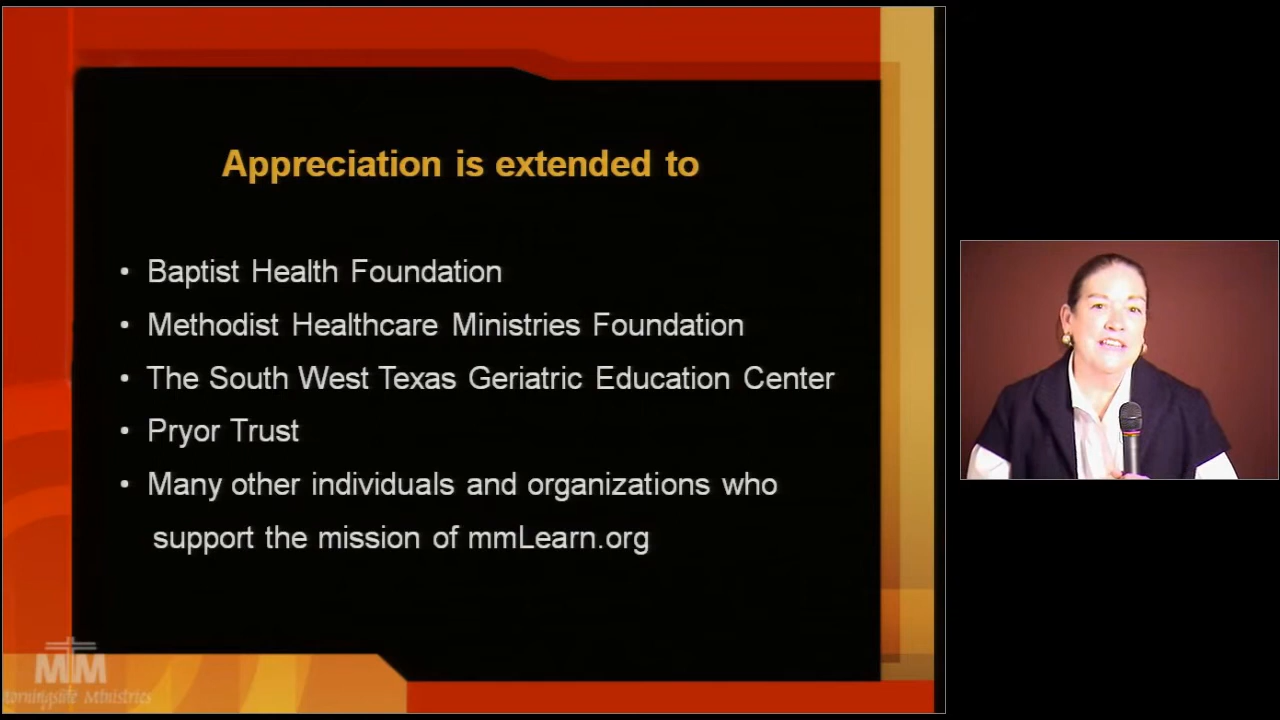 Appreciation is extended to
• Baptist Health Foundation
• Methodist Healthcare Ministries Foundation
• The South West Texas Geriatric Education Center
• Pryor Trust
• Many other individuals and organizations who
support the mission of mmLearn.org
MM
Morningside Ministries